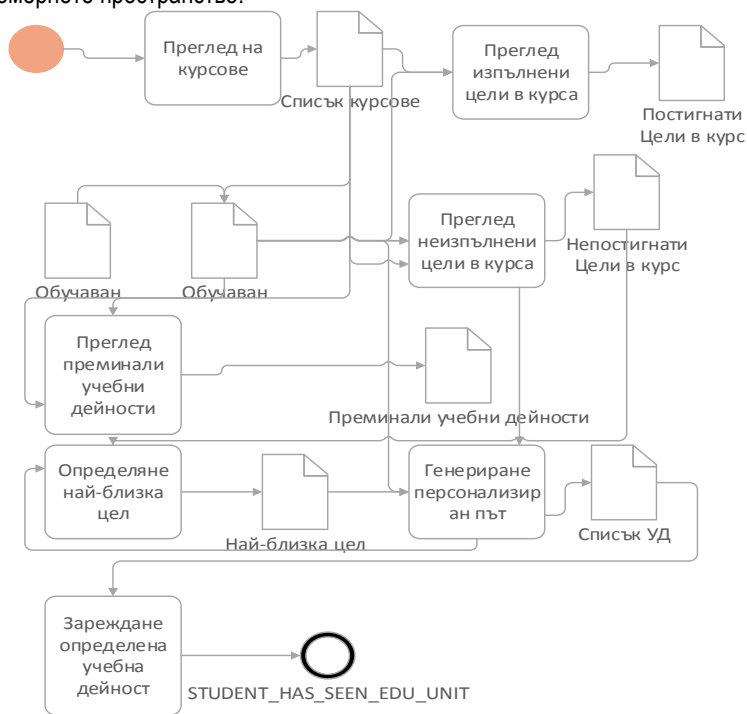 Преглед на
курсове
Списък курсове
Преглед
изпълнени
цели в курса
Постигнати
Цели в курс
Обучаван
Обучаван
Преглед
неизпълнени
цели в курса
Непостигнати
Цели в курс
Преглед
преминали
учебни
дейности
Преминали учебни дейности
Определяне
най-близка
цел
Най-близка цел
Генериране
персонализир
ан път
Списък УД
Зареждане
определена
учебна
дейност
STUDENT_HAS_SEEN_EDU_UNIT